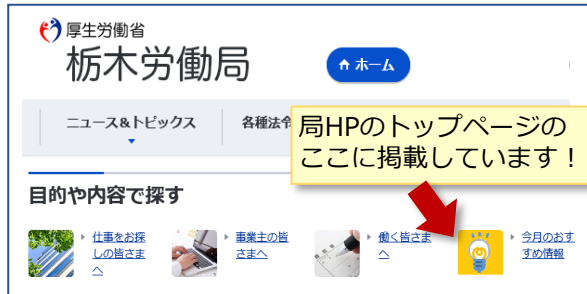 厚生労働省
栃木労働局
ホーム
ニュース&トピックス
各種法令
局HPのトップページの
ここに掲載しています！
目的や内容で探す
仕事をお探
しの皆さま
へ
事業主の皆
さまへ
働く皆さま
へ
今月のおす
すめ情報